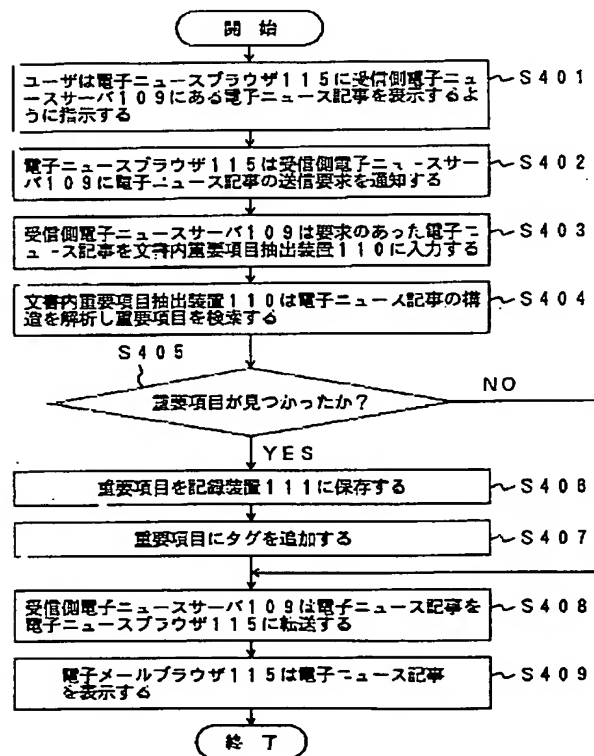 開 始
ユーザは電子ニュースブラウザ115に受信側電子ニュ
ースサーバ109にある電子ニュース記事を表示するよ
うに指示する
S401
電子ニュースブラウザ115は受信側電子ニュースサー
バ109に電子ニュース記事の送信要求を通知する
S402
受信側電子ニュースサーバ109は要求のあった電子ニ
ュース記事を文書内重要項目抽出装置110に入力する
S403
文書内重要項目抽出装置110は電子ニュース記事の構
造を解析し重要項目を検索する
S404
S405
重要項目が見つかったか?
NO
YES
重要項目を記録装置111に保存する
S406
重要項目にタグを追加する
S407
受信側電子ニュースサーバ109は電子ニュース記事を
電子ニュースブラウザ115に転送する
S408
電子メールブラウザ115は電子ニュース記事
を表示する
S409
終 了